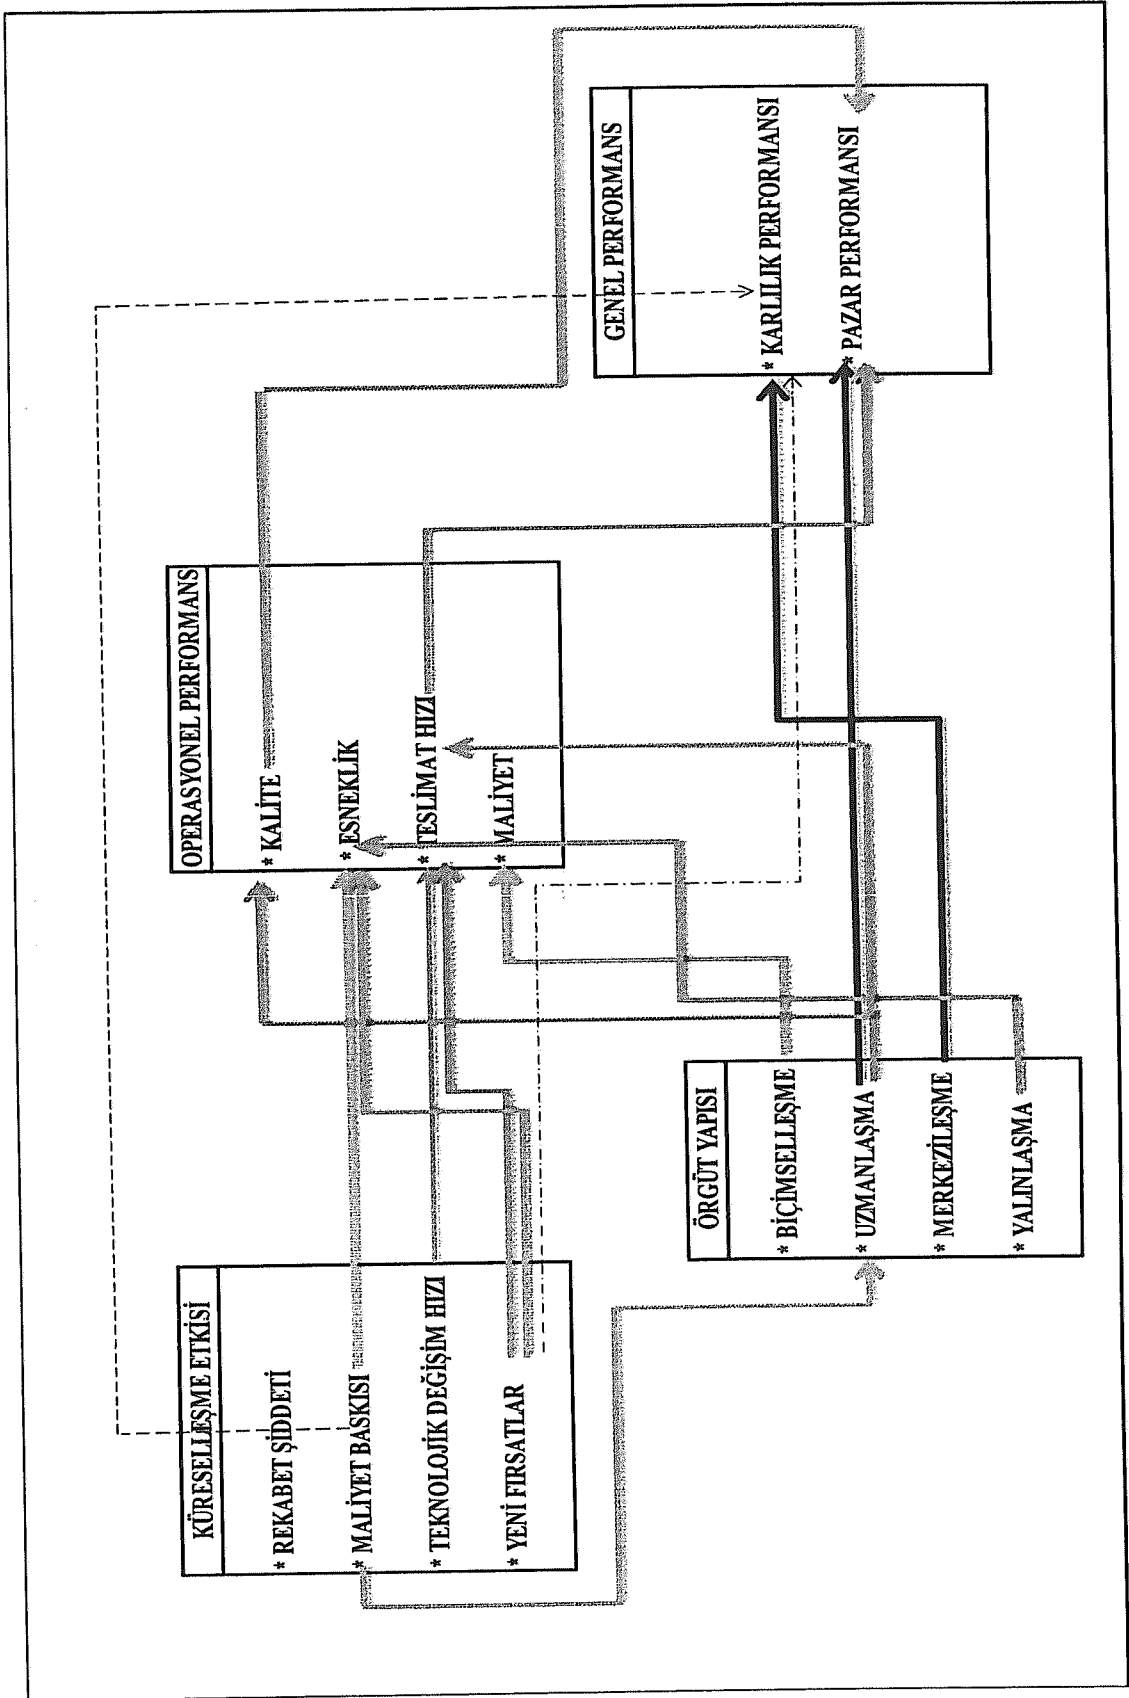 KÜRESELLEŞME ETKİSİ
* REKABET ŞİDDETİ
* MALİYET BASKISI
* TEKNOLOJİK DEĞİŞİM HIZI
* YENİ FIRSATLAR
ÖRGÜT YAPISI
* BİÇİMSELLEŞME
* UZMANLAŞMA
* MERKEZİLEŞME
* YALINLAŞMA
OPERASYONEL PERFORMANS
* KALİTE
* ESNEKLİK
* TESLİMAT HIZI
* MALİYET
GENEL PERFORMANS
* KARLILIK PERFORMANSI
* PAZAR PERFORMANSI